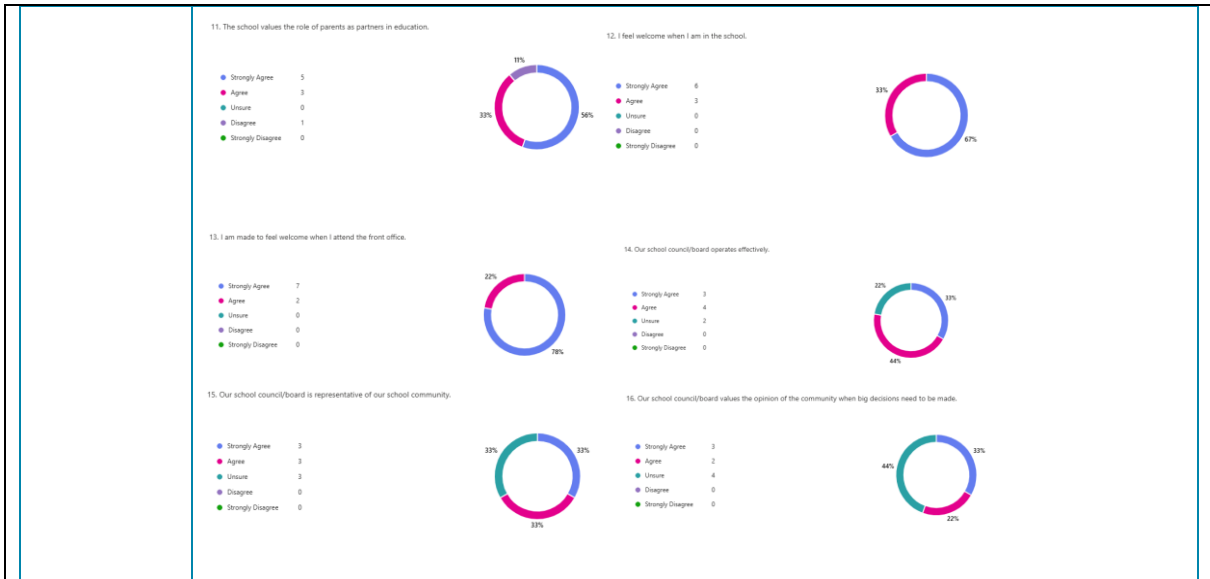 11. The school values the role of parents as partners in education.
Strongly Agree 5
Agree 3
Unsure 0
Disagree 1
Strongly Disagree 0
11%
33%
56%
12. I feel welcome when I am in the school.
Strongly Agree 6
Agree 3
Unsure 0
Disagree 0
Strongly Disagree 0
33%
67%
13. I am made to feel welcome when I attend the front office.
Strongly Agree 7
Agree 2
Unsure 0
Disagree 0
Strongly Disagree 0
22%
78%
14. Our school council/board operates effectively.
Strongly Agree 3
Agree 4
Unsure 2
Disagree 0
Strongly Disagree 0
22%
33%
44%
15. Our school council/board is representative of our school community.
Strongly Agree 3
Agree 3
Unsure 3
Disagree 0
Strongly Disagree 0
33%
33%
33%
16. Our school council/board values the opinion of the community when big decisions need to be made.
Strongly Agree 3
Agree 2
Unsure 4
Disagree 0
Strongly Disagree 0
33%
44%
22%